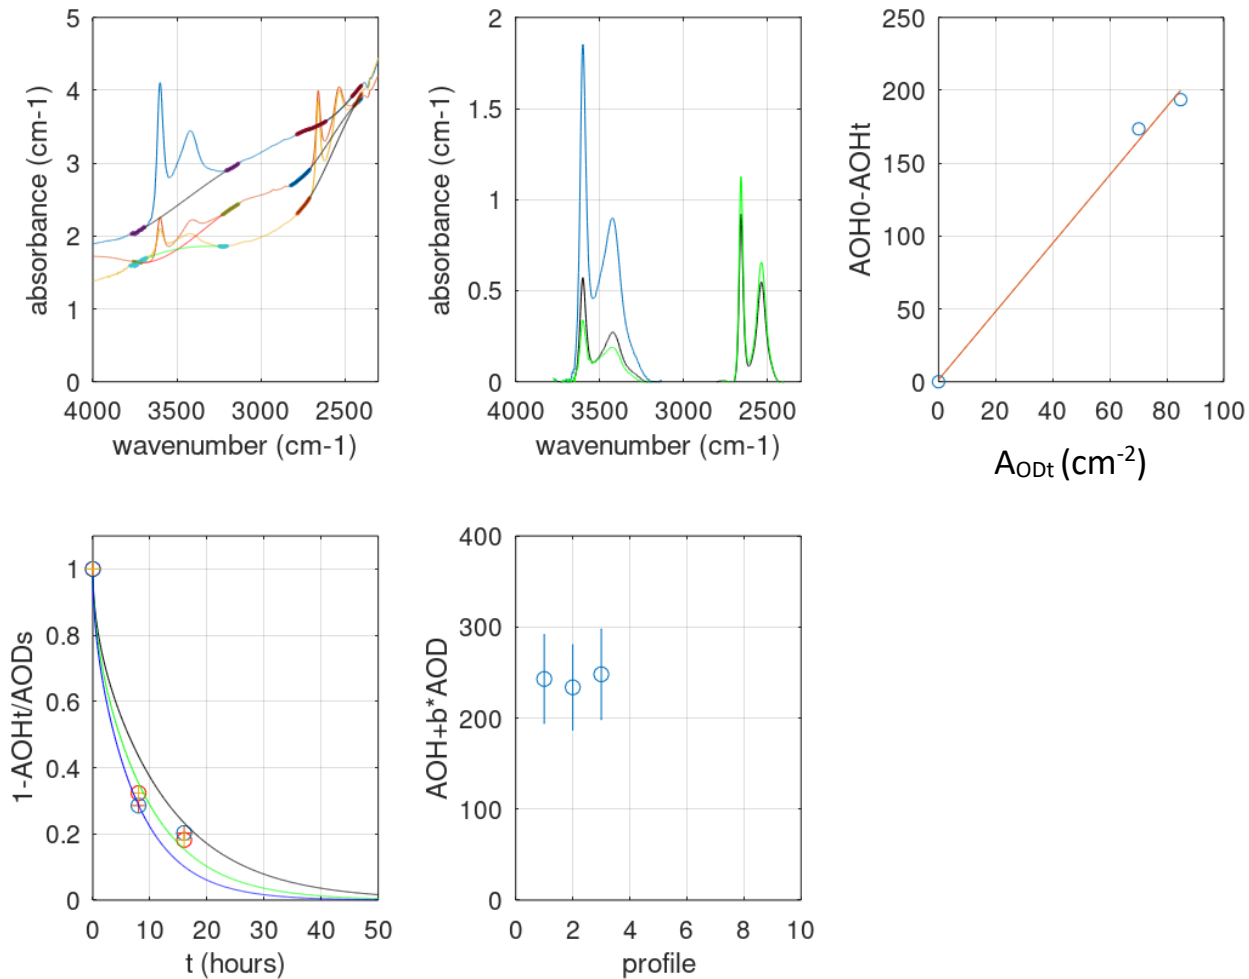 absorbance (cm-1)
5
4
3
2
1
0
4000 3500 3000 2500
wavenumber (cm-1)
absorbance (cm-1)
2
1.5
1
0.5
0
4000 3500 3000 2500
wavenumber (cm-1)
AOH0-AOHt
250
200
150
100
50
0
0 20 40 60 80 100
AODt (cm-2)
1-AOHt/AODs
1
0.8
0.6
0.4
0.2
0
0 10 20 30 40 50
t (hours)
AOH+b*AOD
400
300
200
100
0
0 2 4 6 8 10
profile